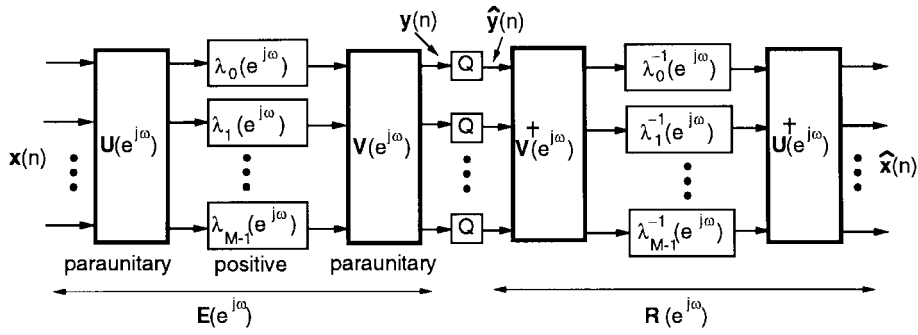 y(n) ŷ(n)
x(n)
U(e^{jω})
λ_0(e^{jω})
λ_1(e^{jω})
λ_{M-1}(e^{jω})
V(e^{jω})
Q
Q
Q
V^†(e^{jω})
λ_0^{-1}(e^{jω})
λ_1^{-1}(e^{jω})
λ_{M-1}^{-1}(e^{jω})
U^†(e^{jω})
x̂(n)
paraunitary positive paraunitary
E(e^{jω}) R(e^{jω})